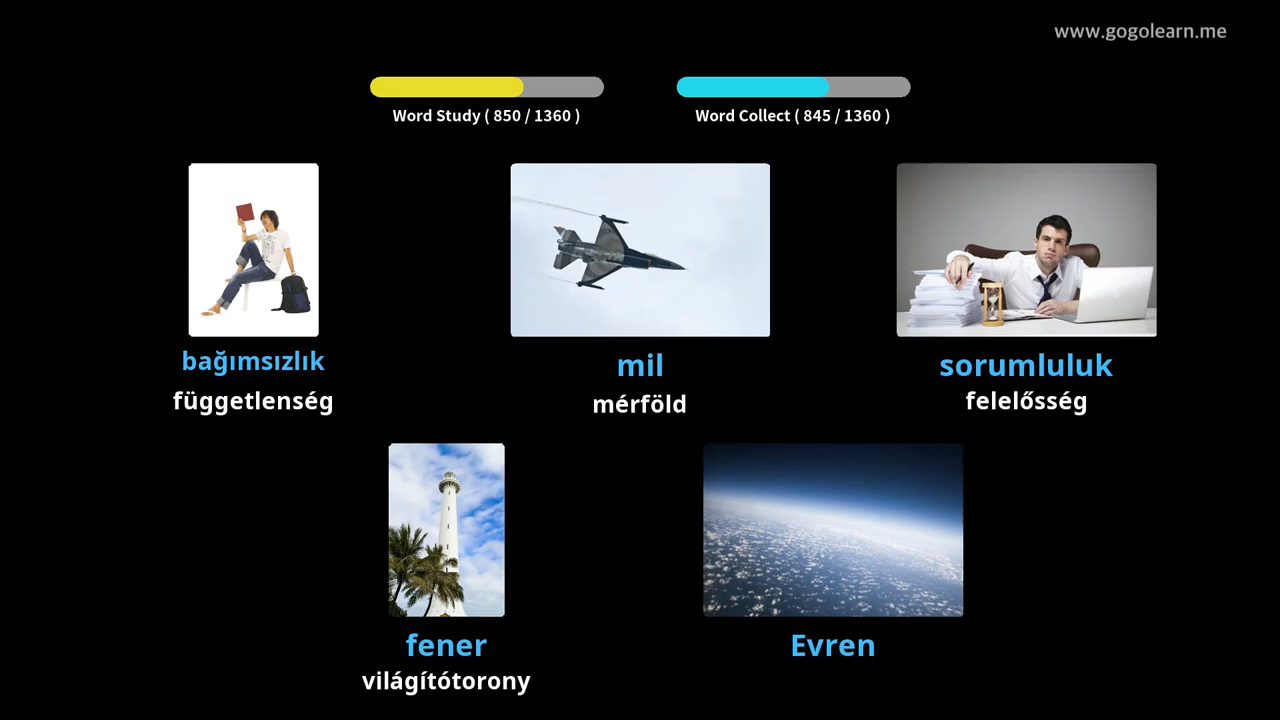 www.gogolearn.me
Word Study ( 850 / 1360 )
Word Collect ( 845 / 1360 )
bağımsızlık
függetlenség
mil
mérföld
sorumluluk
felelősség
fener
világítótorony
Evren